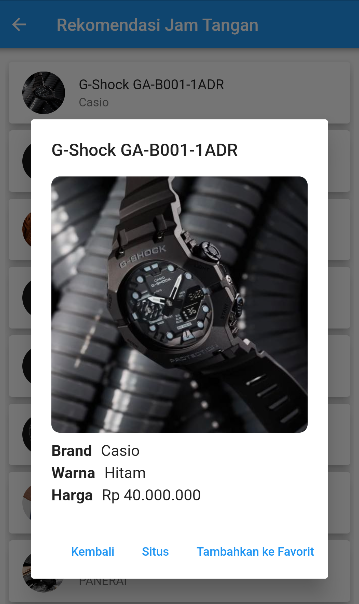 Rekomendasi Jam Tangan
G-Shock GA-B001-1ADR
Casio
G-Shock GA-B001-1ADR
G-SHOCK
PROTECTION
Brand Casio
Warna Hitam
Harga Rp 40.000.000
Kembali Situs Tambahkan ke Favorit
PANERAI